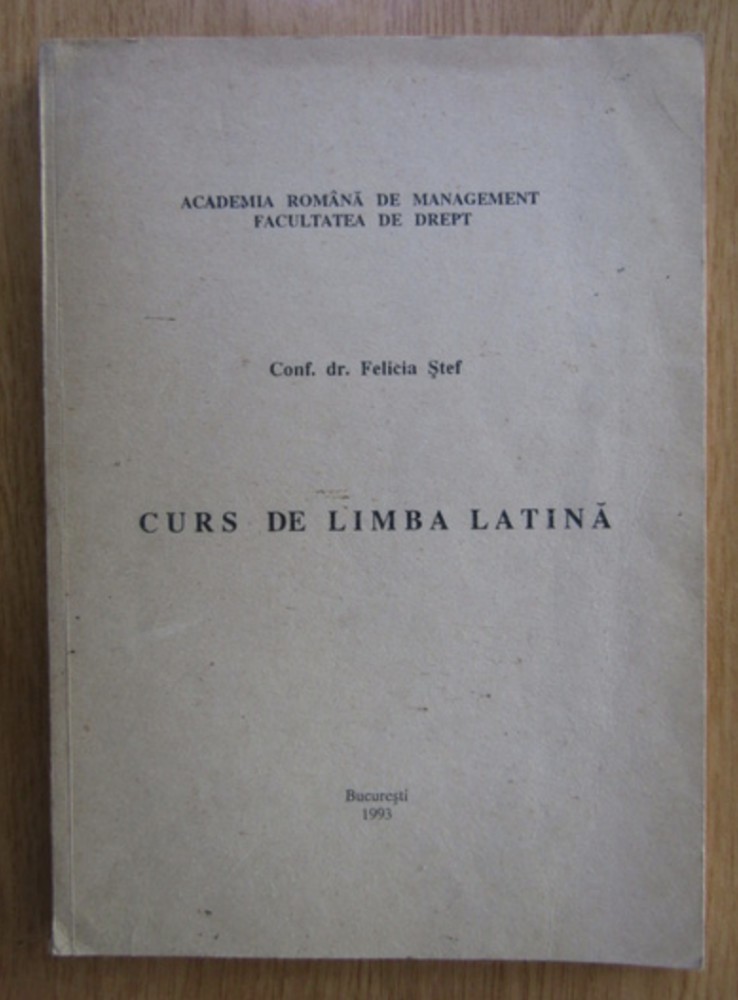 ACADEMIA ROMÂNĂ DE MANAGEMENT
FACULTATEA DE DREPT
Conf. dr. Felicia Ştef
CURS DE LIMBA LATINĂ
Bucureşti
1993